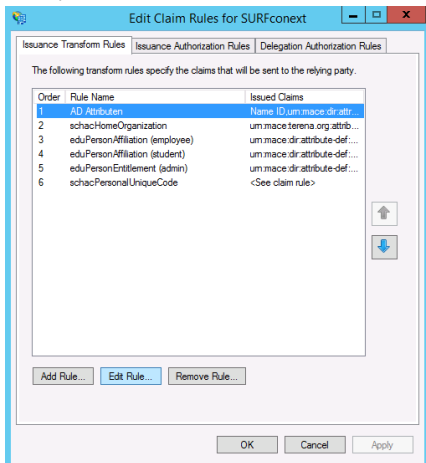 Edit Claim Rules for SURFconext
Issuance Transform Rules Issuance Authorization Rules Delegation Authorization Rules
The following transform rules specify the claims that will be sent to the relying party.
Order Rule Name Issued Claims
1 AD Attributen Name ID,urn:mace:dir:attr...
2 schacHomeOrganization urn:mace:terena.org:attrib...
3 eduPersonAffiliation (employee) urn:mace:dir:attribute-def:...
4 eduPersonAffiliation (student) urn:mace:dir:attribute-def:...
5 eduPersonEntitlement (admin) urn:mace:dir:attribute-def:...
6 schacPersonalUniqueCode <See claim rule>
Add Rule... Edit Rule... Remove Rule...
OK Cancel Apply